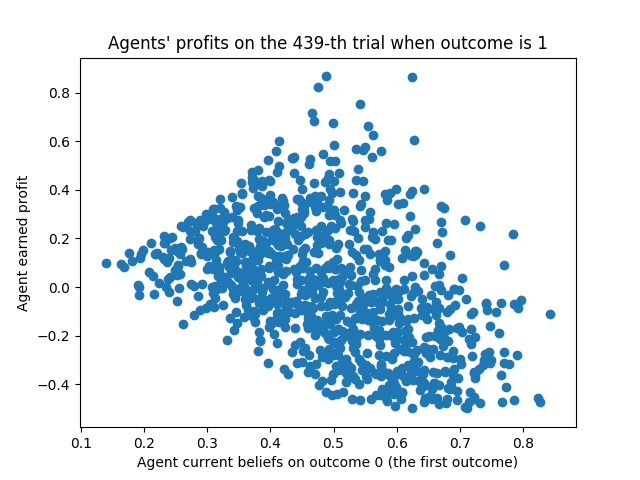 Agents' profits on the 439-th trial when outcome is 1
Agent earned profit
0.8
0.6
0.4
0.2
0.0
−0.2
−0.4
0.1 0.2 0.3 0.4 0.5 0.6 0.7 0.8
Agent current beliefs on outcome 0 (the first outcome)